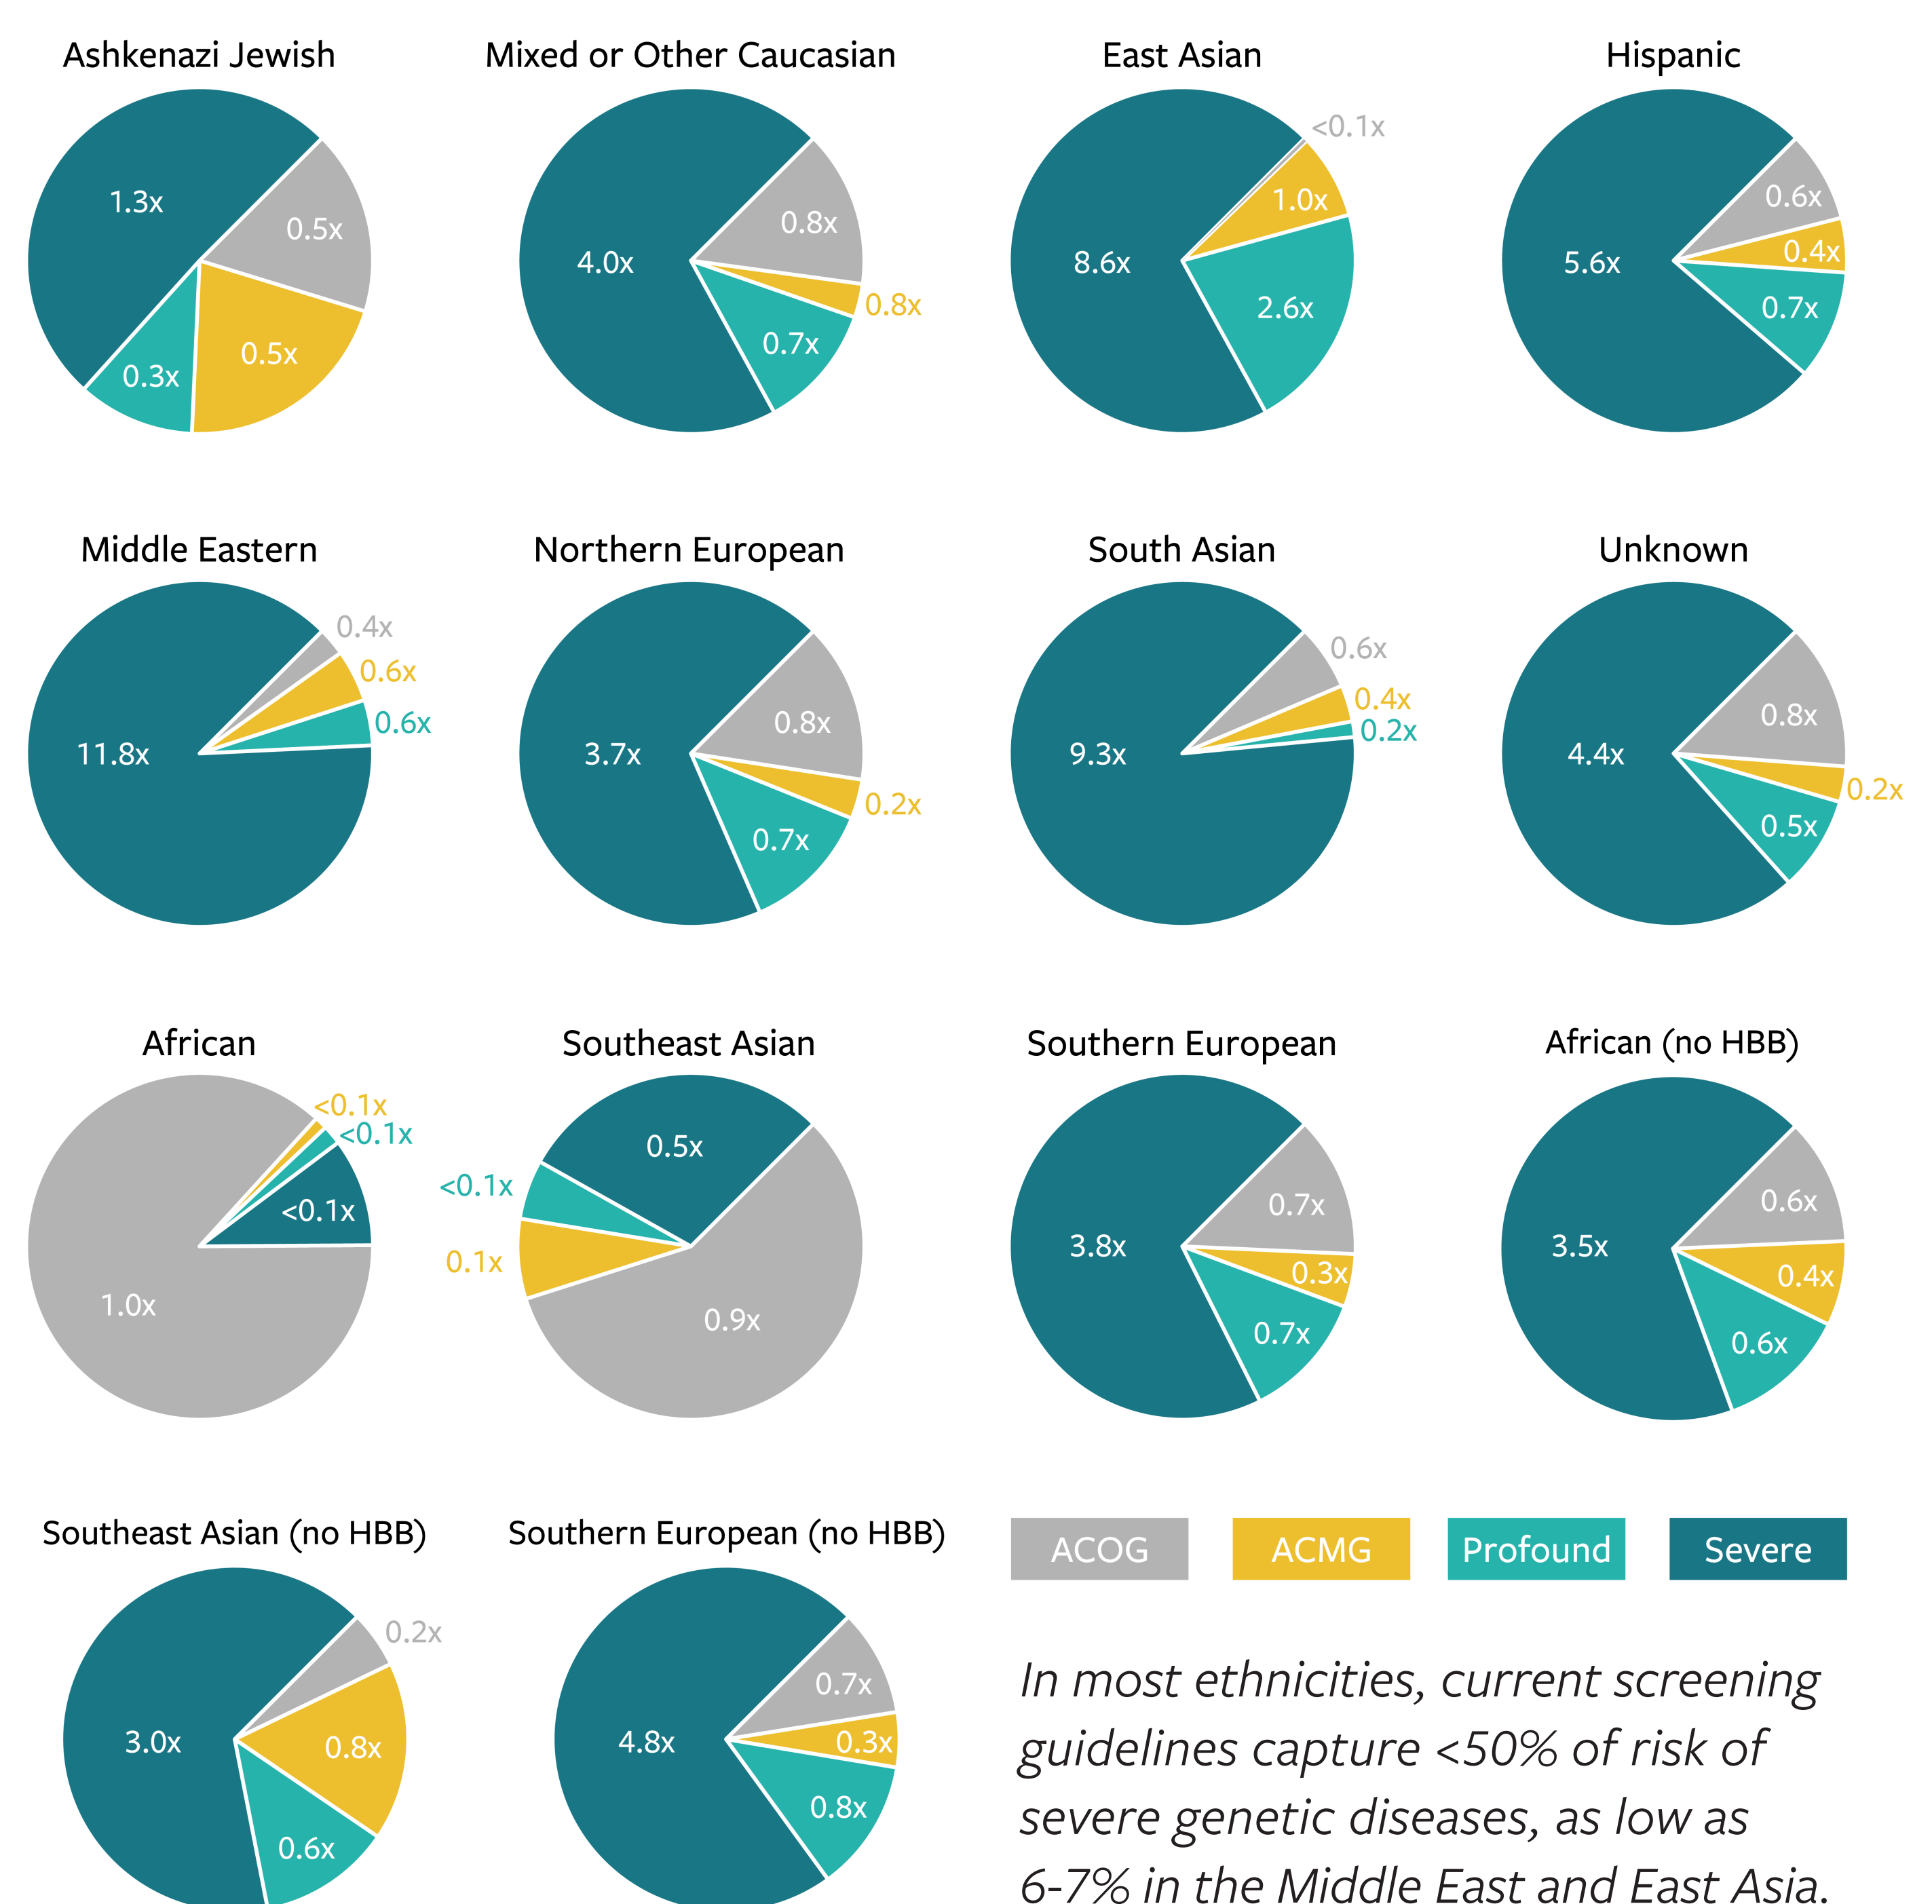 Ashkenazi Jewish
1.3x
0.5x
0.5x
0.3x
Mixed or Other Caucasian
4.0x
0.8x
0.8x
0.7x
East Asian
<0.1x
1.0x
8.6x
2.6x
Hispanic
0.6x
0.4x
5.6x
0.7x
Middle Eastern
0.4x
0.6x
0.6x
11.8x
Northern European
0.8x
3.7x
0.2x
0.7x
South Asian
0.6x
0.4x
0.2x
9.3x
Unknown
0.8x
4.4x
0.2x
0.5x
African
<0.1x
<0.1x
<0.1x
1.0x
Southeast Asian
0.5x
<0.1x
0.1x
0.9x
Southern European
0.7x
3.8x
0.3x
0.7x
African (no HBB)
0.6x
3.5x
0.4x
0.6x
Southeast Asian (no HBB)
0.2x
3.0x
0.8x
0.6x
Southern European (no HBB)
0.7x
4.8x
0.3x
0.8x
ACOG
ACMG
Profound
Severe
In most ethnicities, current screening
guidelines capture <50% of risk of
severe genetic diseases, as low as
6-7% in the Middle East and East Asia.